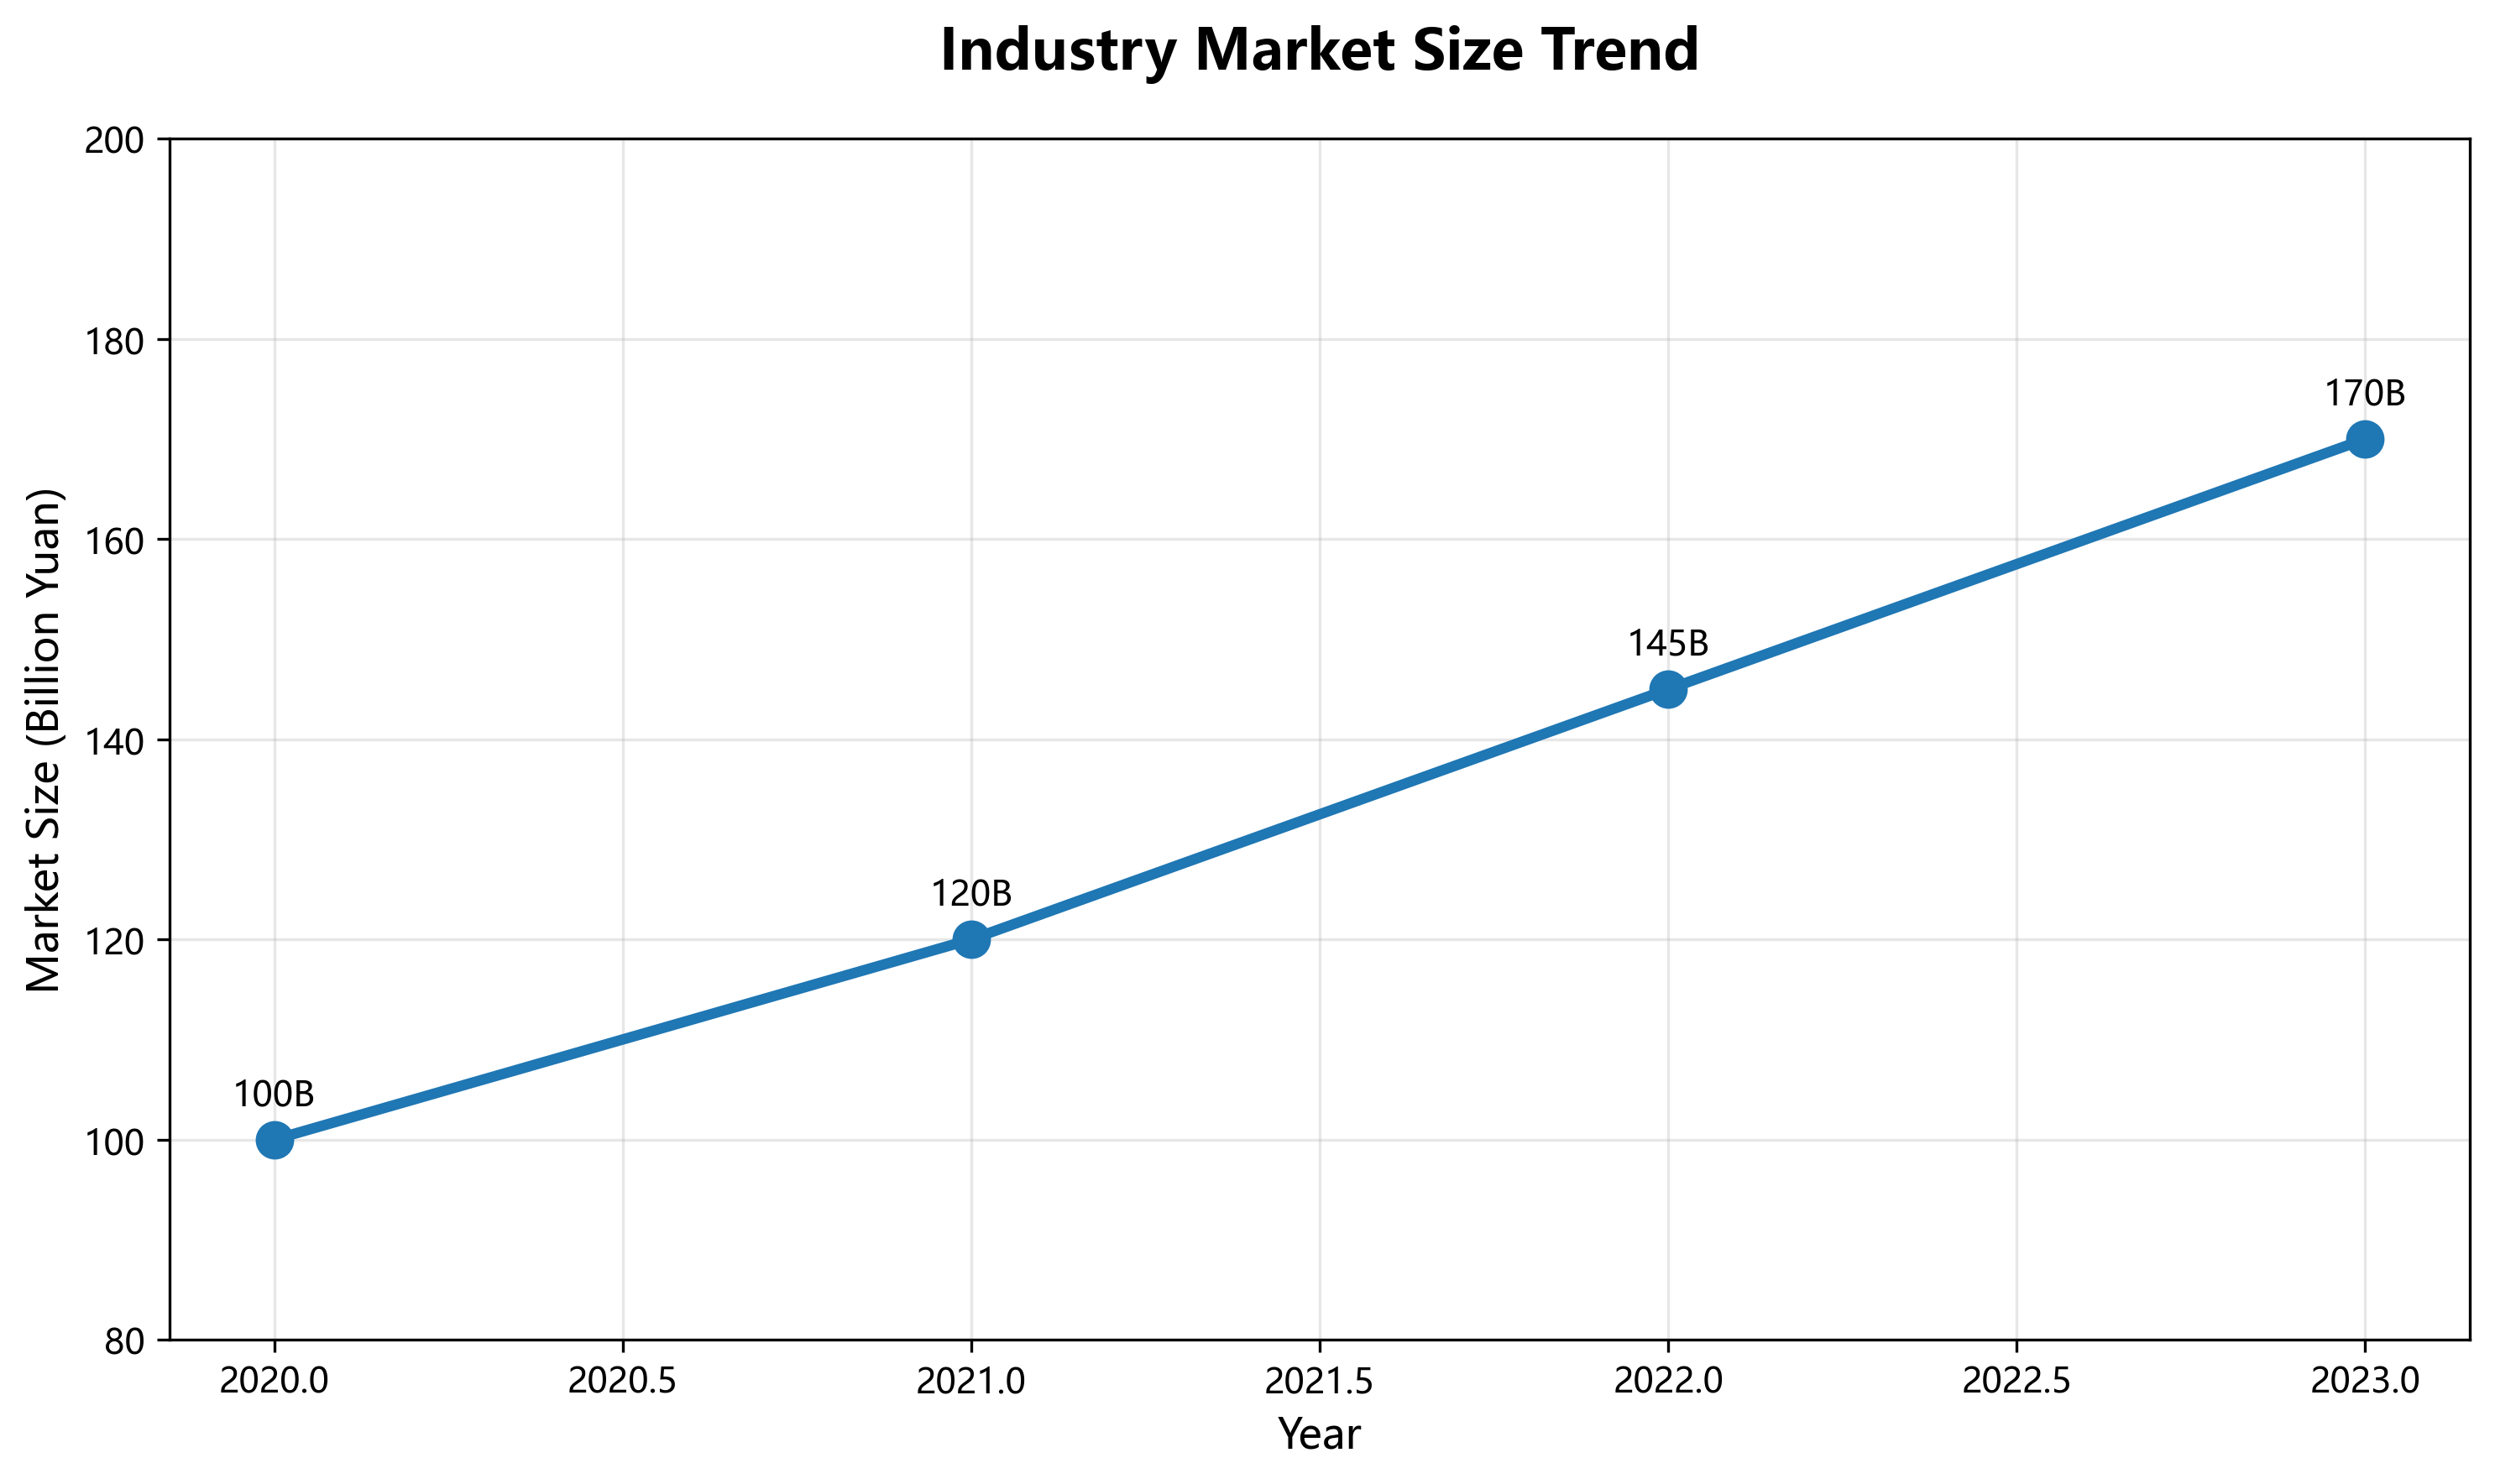 Industry Market Size Trend
200
180
160
140
120
100
80
Market Size (Billion Yuan)
170B
145B
120B
100B
2020.0 2020.5 2021.0 2021.5 2022.0 2022.5 2023.0
Year